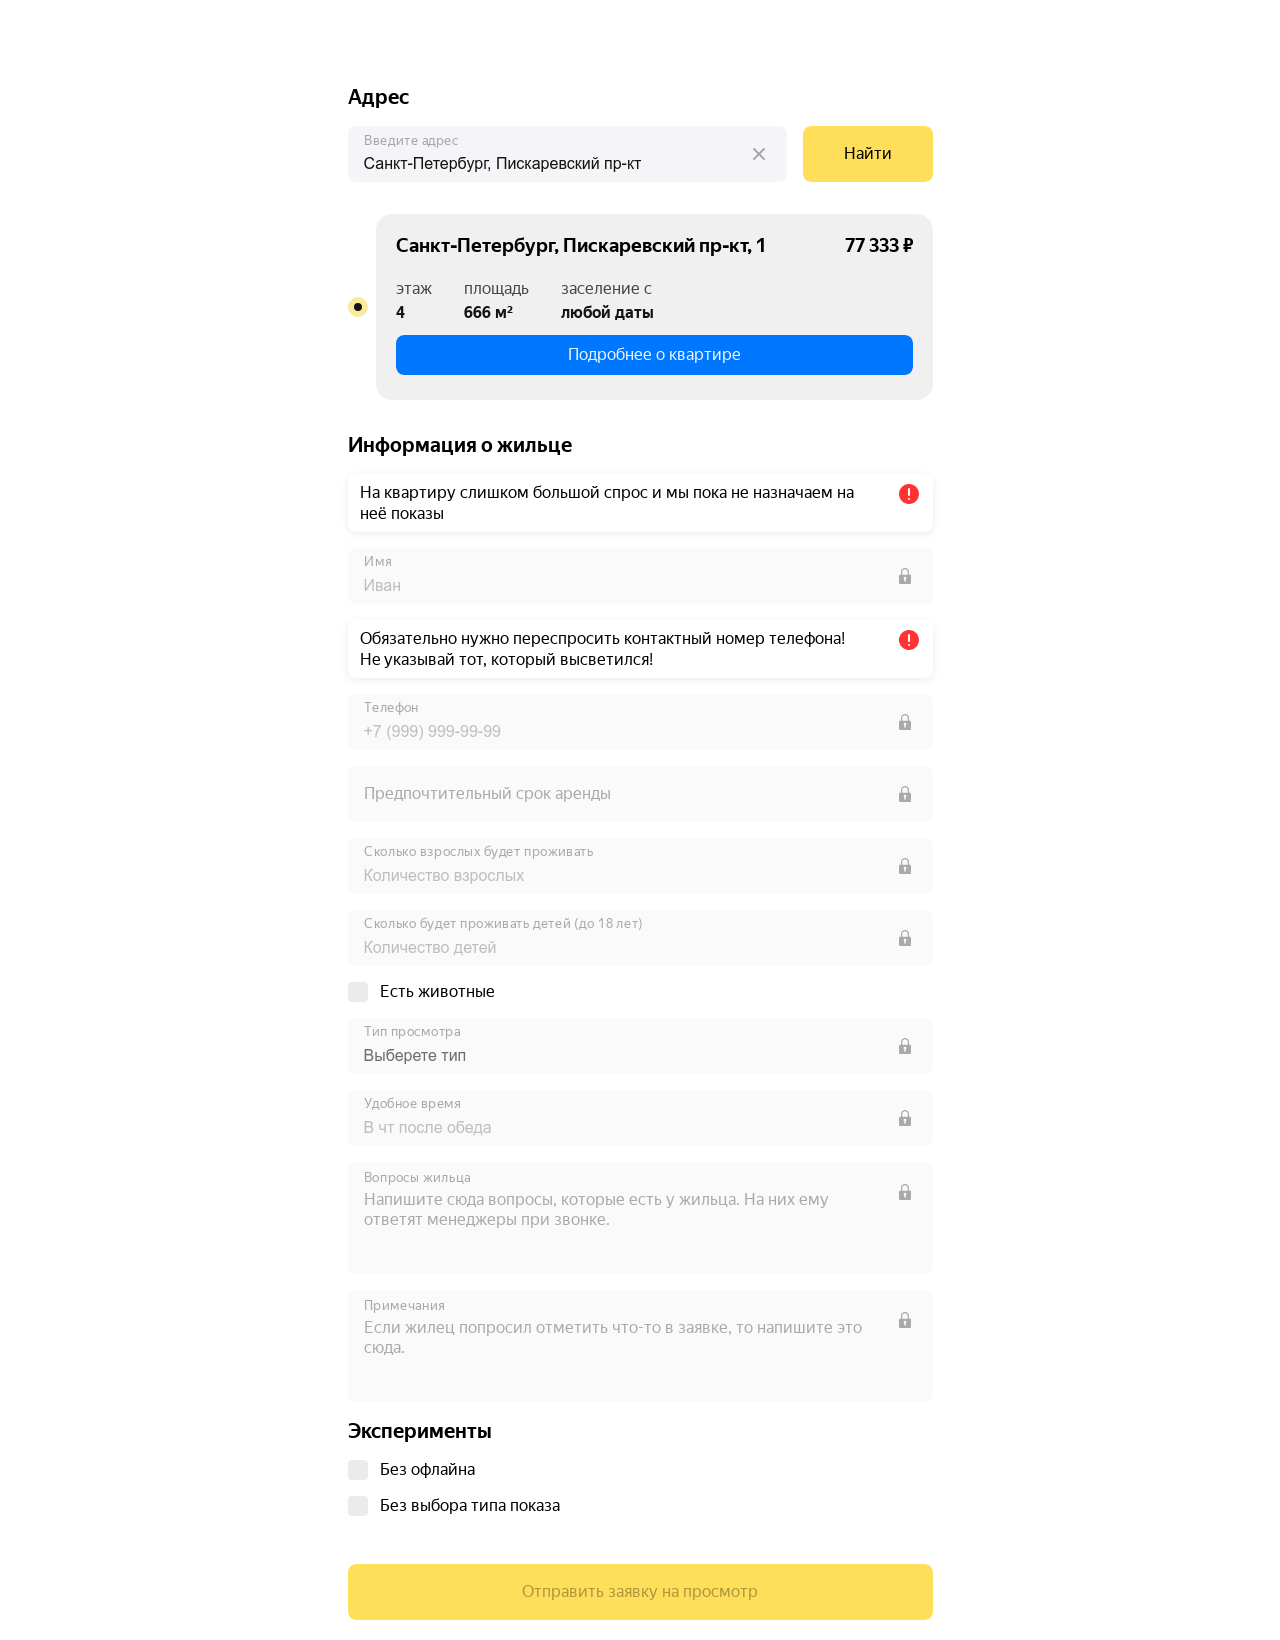 Адрес
Введите адрес
Санкт-Петербург, Пискаревский пр-кт
Найти
Санкт-Петербург, Пискаревский пр-кт, 1
77 333 ₽
этаж площадь заселение с
4 666 м² любой даты
Подробнее о квартире
Информация о жильце
На квартиру слишком большой спрос и мы пока не назначаем на
неё показы
Имя
Иван
Обязательно нужно переспросить контактный номер телефона!
Не указывай тот, который высветился!
Телефон
+7 (999) 999-99-99
Предпочтительный срок аренды
Сколько взрослых будет проживать
Количество взрослых
Сколько будет проживать детей (до 18 лет)
Количество детей
Есть животные
Тип просмотра
Выберете тип
Удобное время
В чт после обеда
Вопросы жильца
Напишите сюда вопросы, которые есть у жильца. На них ему
ответят менеджеры при звонке.
Примечания
Если жилец попросил отметить что-то в заявке, то напишите это
сюда.
Эксперименты
Без офлайна
Без выбора типа показа
Отправить заявку на просмотр